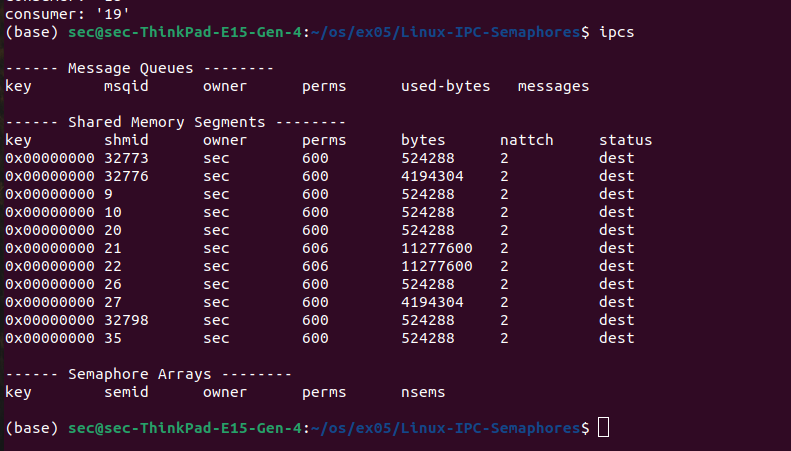 consumer: '19'
(base) sec@sec-ThinkPad-E15-Gen-4:~/os/ex05/Linux-IPC-Semaphores$ ipcs
------ Message Queues --------
key        msqid      owner      perms      used-bytes   messages
------ Shared Memory Segments --------
key        shmid      owner      perms      bytes      nattch     status
0x00000000 32773      sec        600        524288     2          dest
0x00000000 32776      sec        600        4194304    2          dest
0x00000000 9          sec        600        524288     2          dest
0x00000000 10         sec        600        524288     2          dest
0x00000000 20         sec        600        524288     2          dest
0x00000000 21         sec        606        11277600   2          dest
0x00000000 22         sec        606        11277600   2          dest
0x00000000 26         sec        600        524288     2          dest
0x00000000 27         sec        600        4194304    2          dest
0x00000000 32798      sec        600        524288     2          dest
0x00000000 35         sec        600        524288     2          dest
------ Semaphore Arrays --------
key        semid      owner      perms      nsems
(base) sec@sec-ThinkPad-E15-Gen-4:~/os/ex05/Linux-IPC-Semaphores$